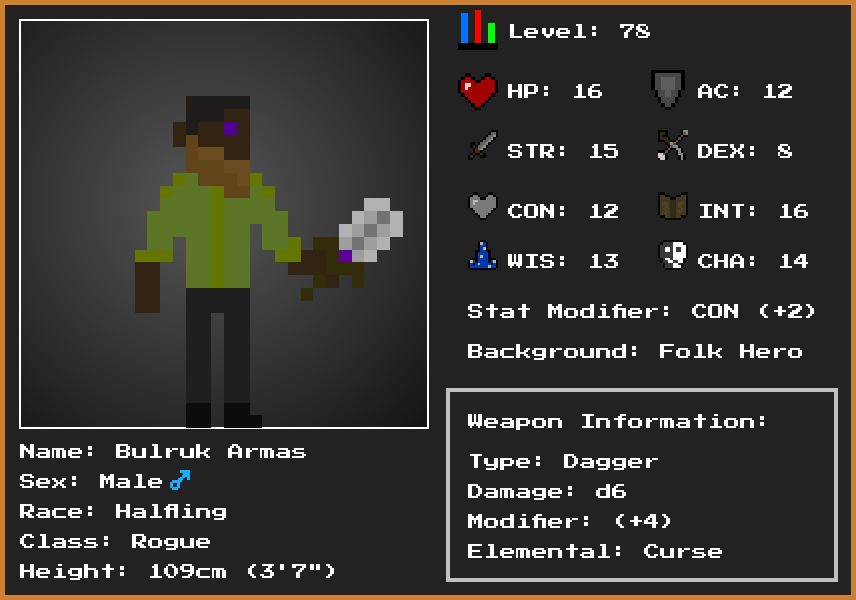 Level: 78
HP: 16 AC: 12
STR: 15 DEX: 8
CON: 12 INT: 16
WIS: 13 CHA: 14
Stat Modifier: CON (+2)
Background: Folk Hero
Weapon Information:
Type: Dagger
Damage: d6
Modifier: (+4)
Elemental: Curse
Name: Bulruk Armas
Sex: Male ♂
Race: Halfling
Class: Rogue
Height: 109cm (3'7")